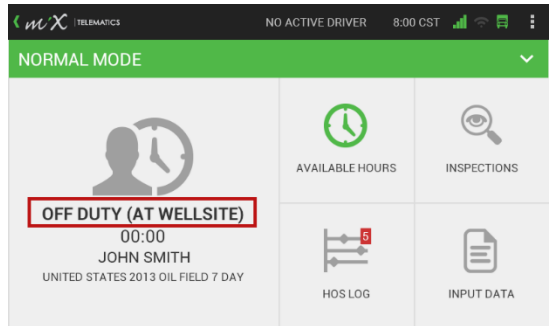 miX TELEMATICS NO ACTIVE DRIVER 8:00 CST
NORMAL MODE
AVAILABLE HOURS
INSPECTIONS
OFF DUTY (AT WELLSITE)
00:00
JOHN SMITH
UNITED STATES 2013 OIL FIELD 7 DAY
5
HOS LOG
INPUT DATA